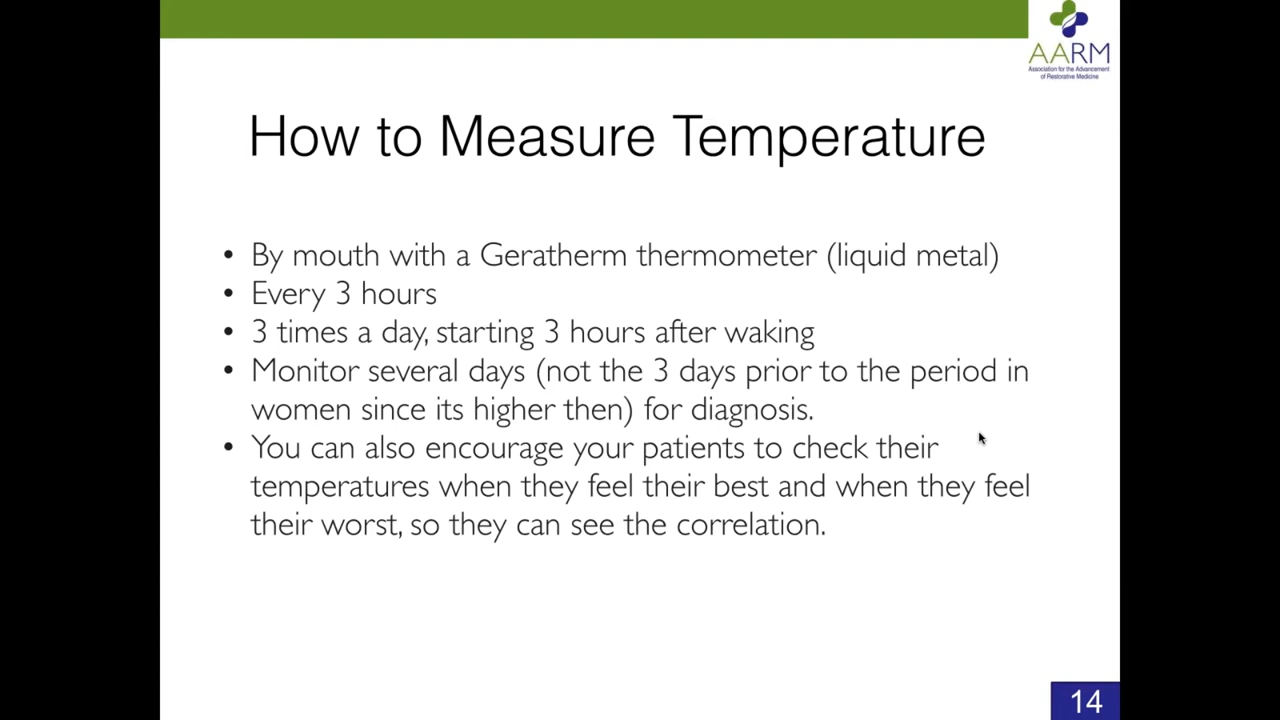 AARM
Association for the Advancement
of Restorative Medicine
How to Measure Temperature
• By mouth with a Geratherm thermometer (liquid metal)
• Every 3 hours
• 3 times a day, starting 3 hours after waking
• Monitor several days (not the 3 days prior to the period in
women since its higher then) for diagnosis.
• You can also encourage your patients to check their
temperatures when they feel their best and when they feel
their worst, so they can see the correlation.
14